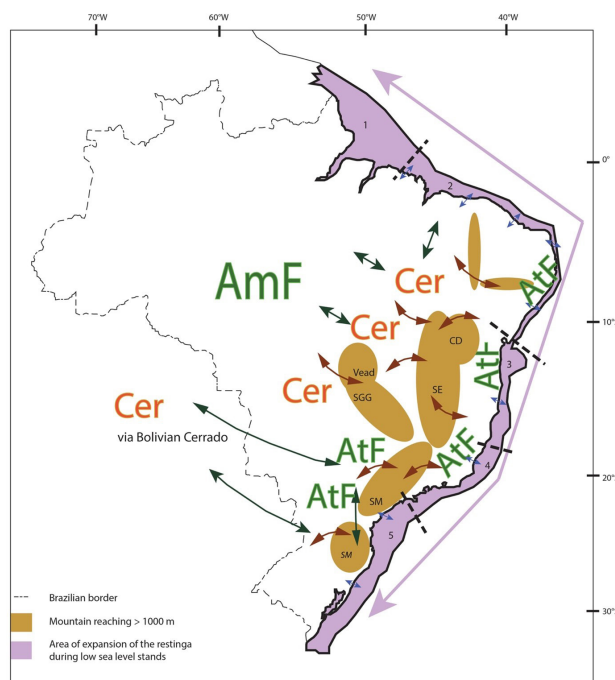 70°W
60°W
50°W
40°W
1
0°
2
AmF
Cer
AtF
Cer
10°
CD
AtF
3
Vead
Cer
SGG
SE
Cer
via Bolivian Cerrado
AtF
AtF
4
20°
AtF
SM
5
SM
Brazilian border
Mountain reaching > 1000 m
30°
Area of expansion of the restinga
during low sea level stands